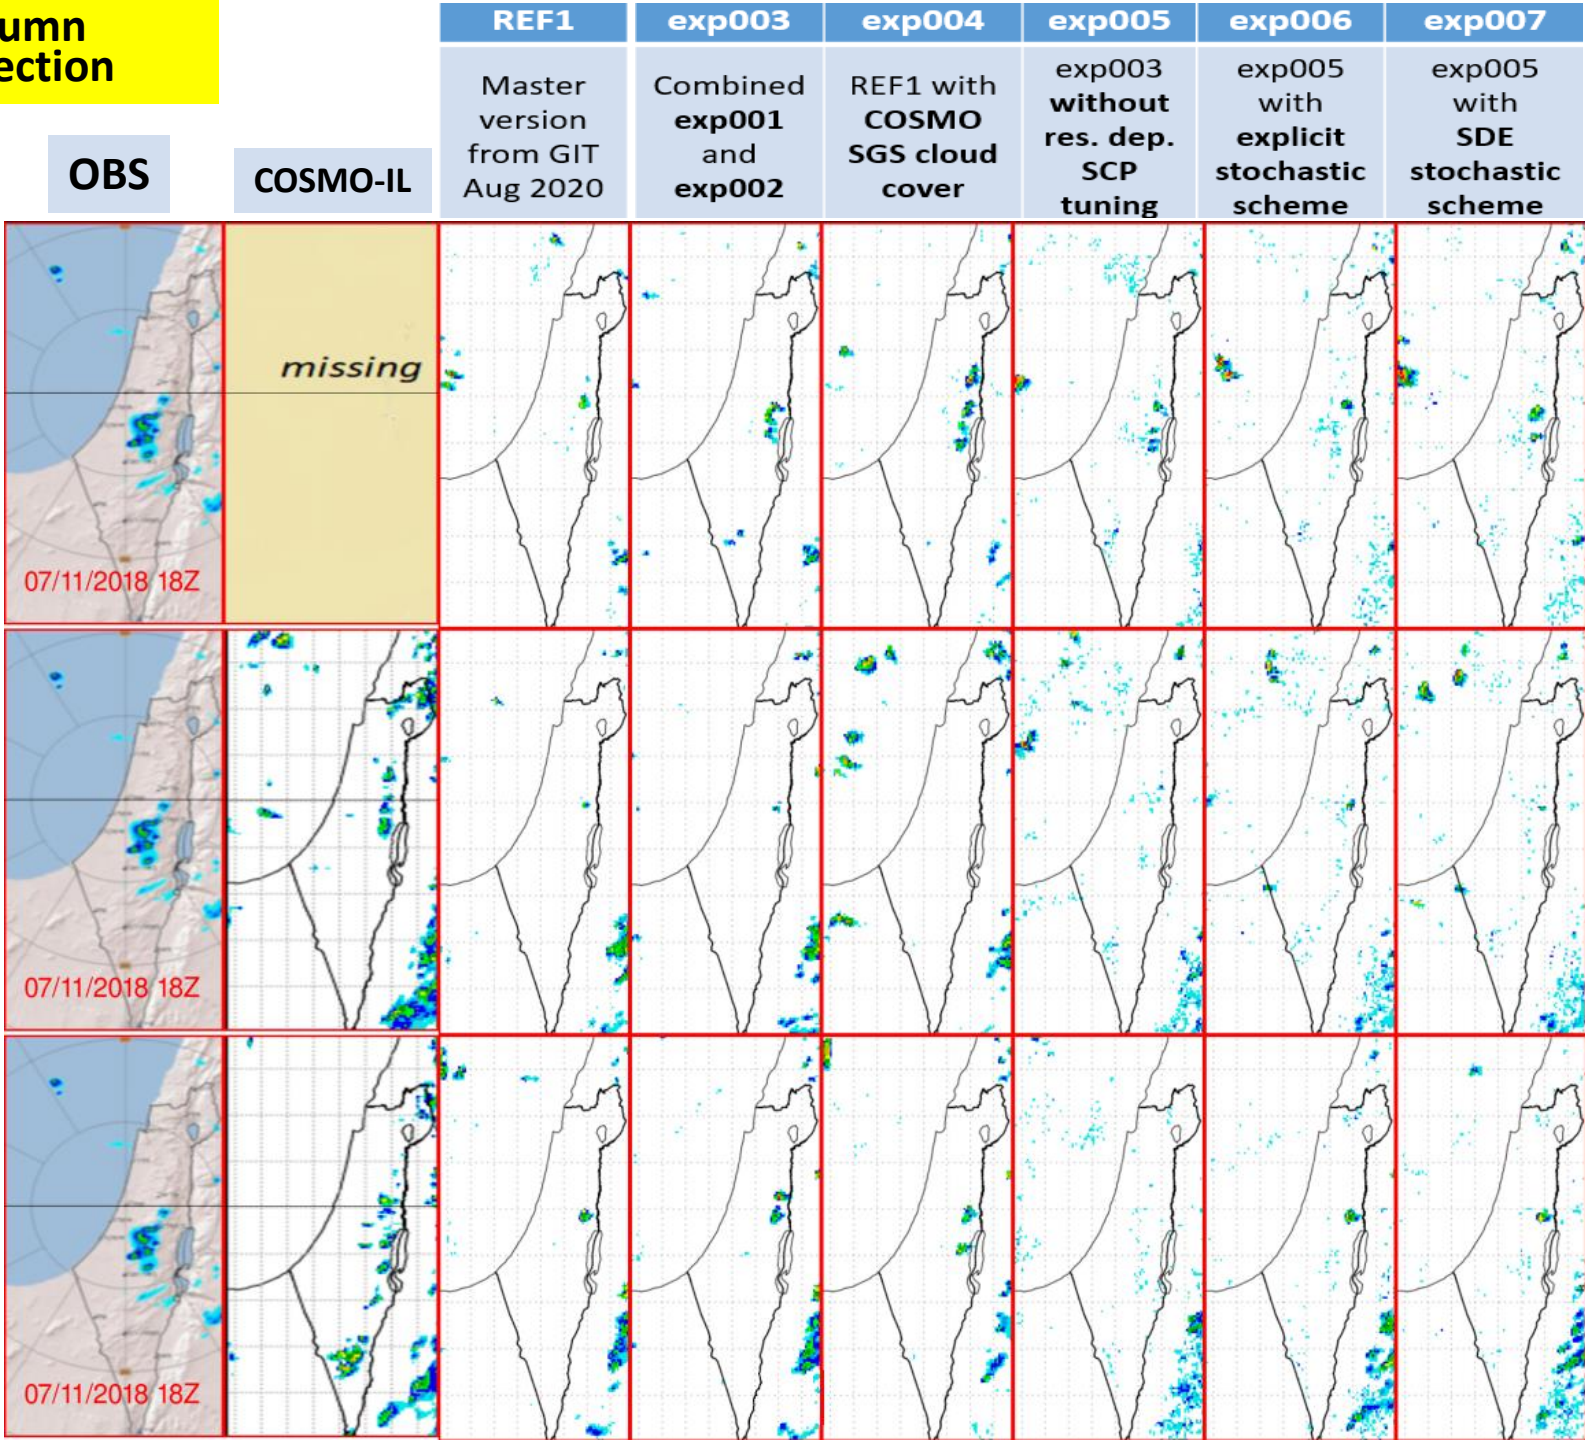 umn
ection
OBS
COSMO-IL
REF1
exp003
exp004
exp005
exp006
exp007
Master
version
from GIT
Aug 2020
Combined
exp001
and
exp002
REF1 with
COSMO
SGS cloud
cover
exp003
without
res. dep.
SCP
tuning
exp005
with
explicit
stochastic
scheme
exp005
with
SDE
stochastic
scheme
missing
07/11/2018 18Z
07/11/2018 18Z
07/11/2018 18Z